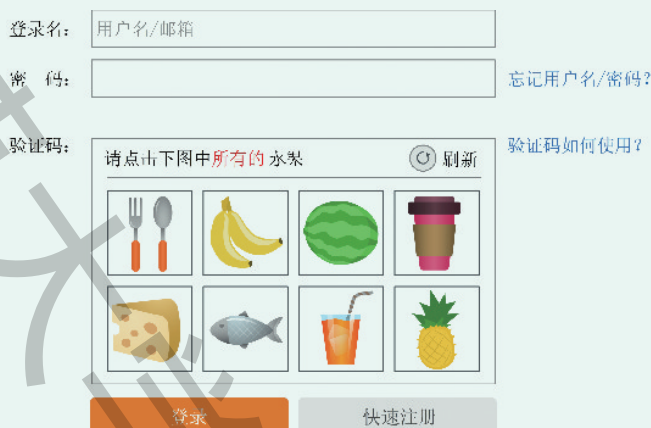 登录名：
用户名/邮箱
密 码：
忘记用户名/密码？
验证码：
请点击下图中所有的 水果
刷新
验证码如何使用？
登录
快速注册